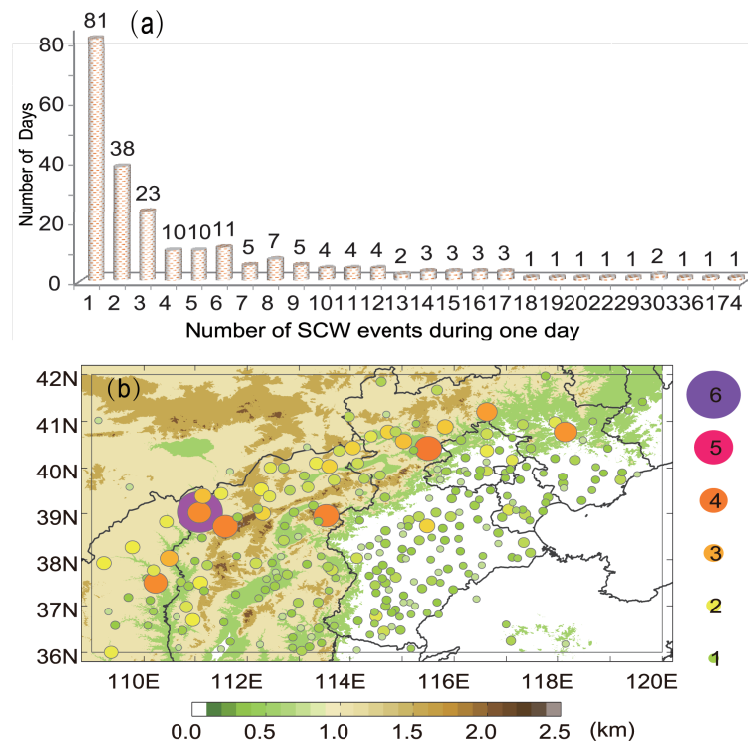 (a)
81
80
60
40
20
0
Number of Days
38
23
10 10 11
5 7 5 4 4 4 2 3 3 3 3 1 1 1 1 1 2 1 1 1
1 2 3 4 5 6 7 8 9 10 11 12 13 14 15 16 17 18 19 20 22 29 30 33 61 74
Number of SCW events during one day
(b)
42N
41N
40N
39N
38N
37N
36N
110E 112E 114E 116E 118E 120E
6
5
4
3
2
1
0.0 0.5 1.0 1.5 2.0 2.5 (km)